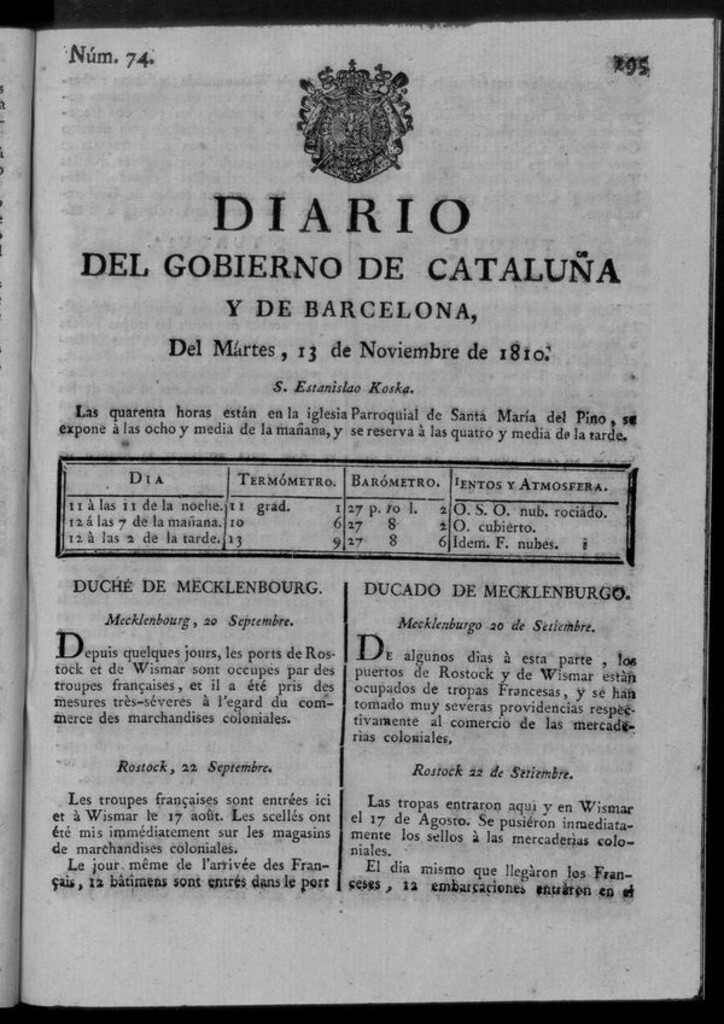 Núm. 74.
295
DIARIO
DEL GOBIERNO DE CATALUÑA
Y DE BARCELONA,
Del Mártes, 13 de Noviembre de 1810.
S. Estanislao Koska.
Las quarenta horas están en la iglesia Parroquial de Santa María del Pino, se
expone à las ocho y media de la mañana, y se reserva à las quatro y media de la tarde.
DIA TERMÓMETRO. BARÓMETRO. IENTOS Y ATMOSFERA.
11 à las 11 de la noche. 11 grad. 1 27 p. 10 l. 2 O. S. O. nub. rociado.
12 á las 7 de la mañana. 10 6 27 8 2 O. cubierto.
12 à las 2 de la tarde. 13 9 27 8 6 Idem. F. nubes.
DUCHÉ DE MECKLENBOURG.
Mecklenbourg, 20 Septembre.
Depuis quelques jours, les ports de Ros-
tock et de Wismar sont occupés par des
troupes françaises, et il a été pris des
mesures très-séveres à l'egard du com-
merce des marchandises coloniales.
Rostock, 22 Septembre.
Les troupes françaises sont entrées ici
et à Wismar le 17 août. Les scellés ont
été mis immédiatement sur les magasins
de marchandises coloniales.
Le jour même de l'arrivée des Fran-
çais, 12 bâtimens sont entrés dans le port
DUCADO DE MECKLENBURGO.
Mecklenburgo 20 de Setiembre.
DE algunos dias à esta parte, los
puertos de Rostock y de Wismar están
ocupados de tropas Francesas, y se han
tomado muy severas providencias respec-
tivamente al comercio de las mercade-
rias coloniales.
Rostock 22 de Setiembre.
Las tropas entraron aqui y en Wismar
el 17 de Agosto. Se pusiéron inmediata-
mente los sellos à las mercaderias colo-
niales.
El dia mismo que llegàron los Fran-
ceses, 12 embarcaciones entràron en el